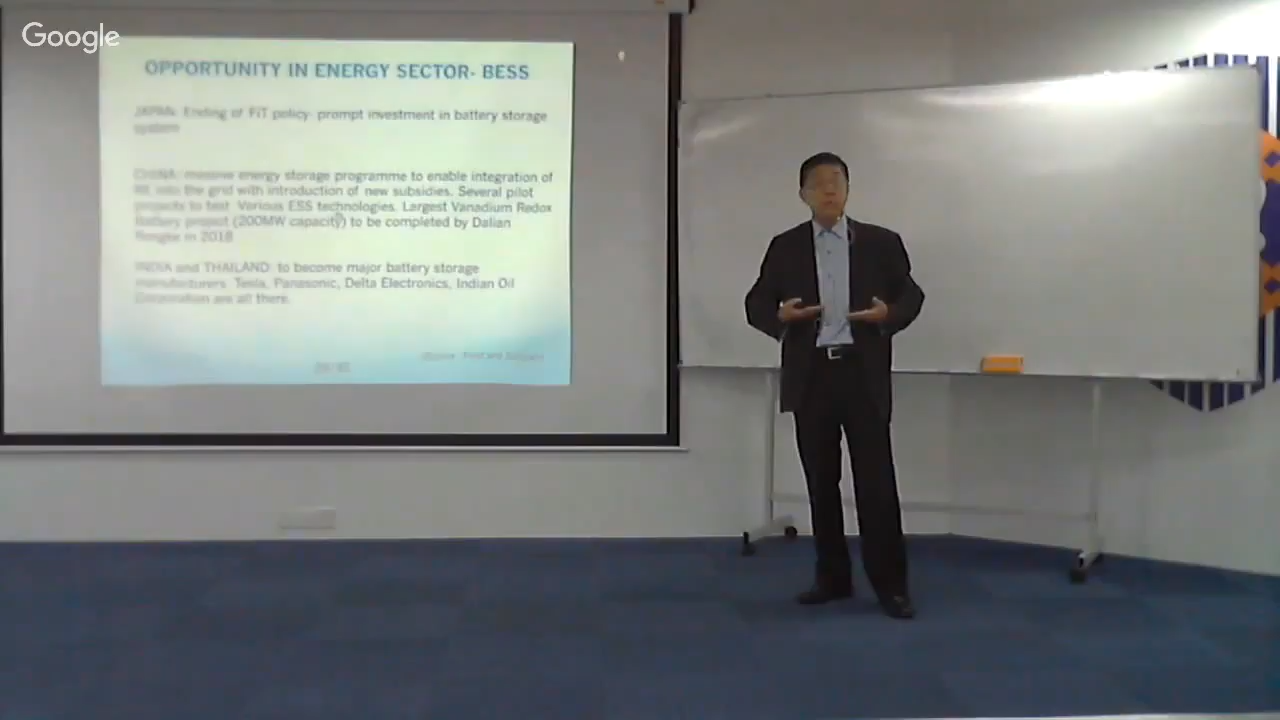 Google
OPPORTUNITY IN ENERGY SECTOR- BESS
JAPAN: Ending of FiT policy- prompt investment in battery storage
system
CHINA: massive energy storage programme to enable integration of
RE into the grid with introduction of new subsidies. Several pilot
projects to test Various ESS technologies. Largest Vanadium Redox
Battery project (200MW capacity) to be completed by Dalian
Rongke in 2018
INDIA and THAILAND: to become major battery storage
manufacturers. Tesla, Panasonic, Delta Electronics, Indian Oil
Corporation are all there.